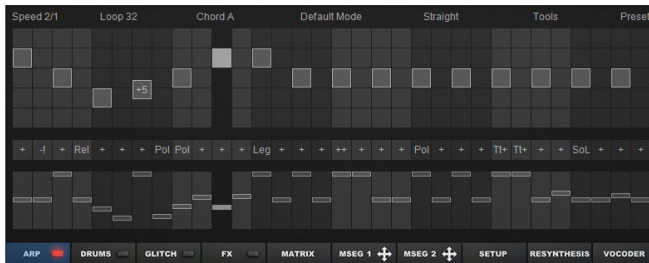 Speed 2/1 Loop 32 Chord A Default Mode Straight Tools Preset
+5
+ -! + Rel + + + Pol Pol + + + Leg + + + ++ + + + Pol + + + Tt+ Tt+ + + SoL + + +
ARP DRUMS GLITCH FX MATRIX MSEG 1 MSEG 2 SETUP RESYNTHESIS VOCODER